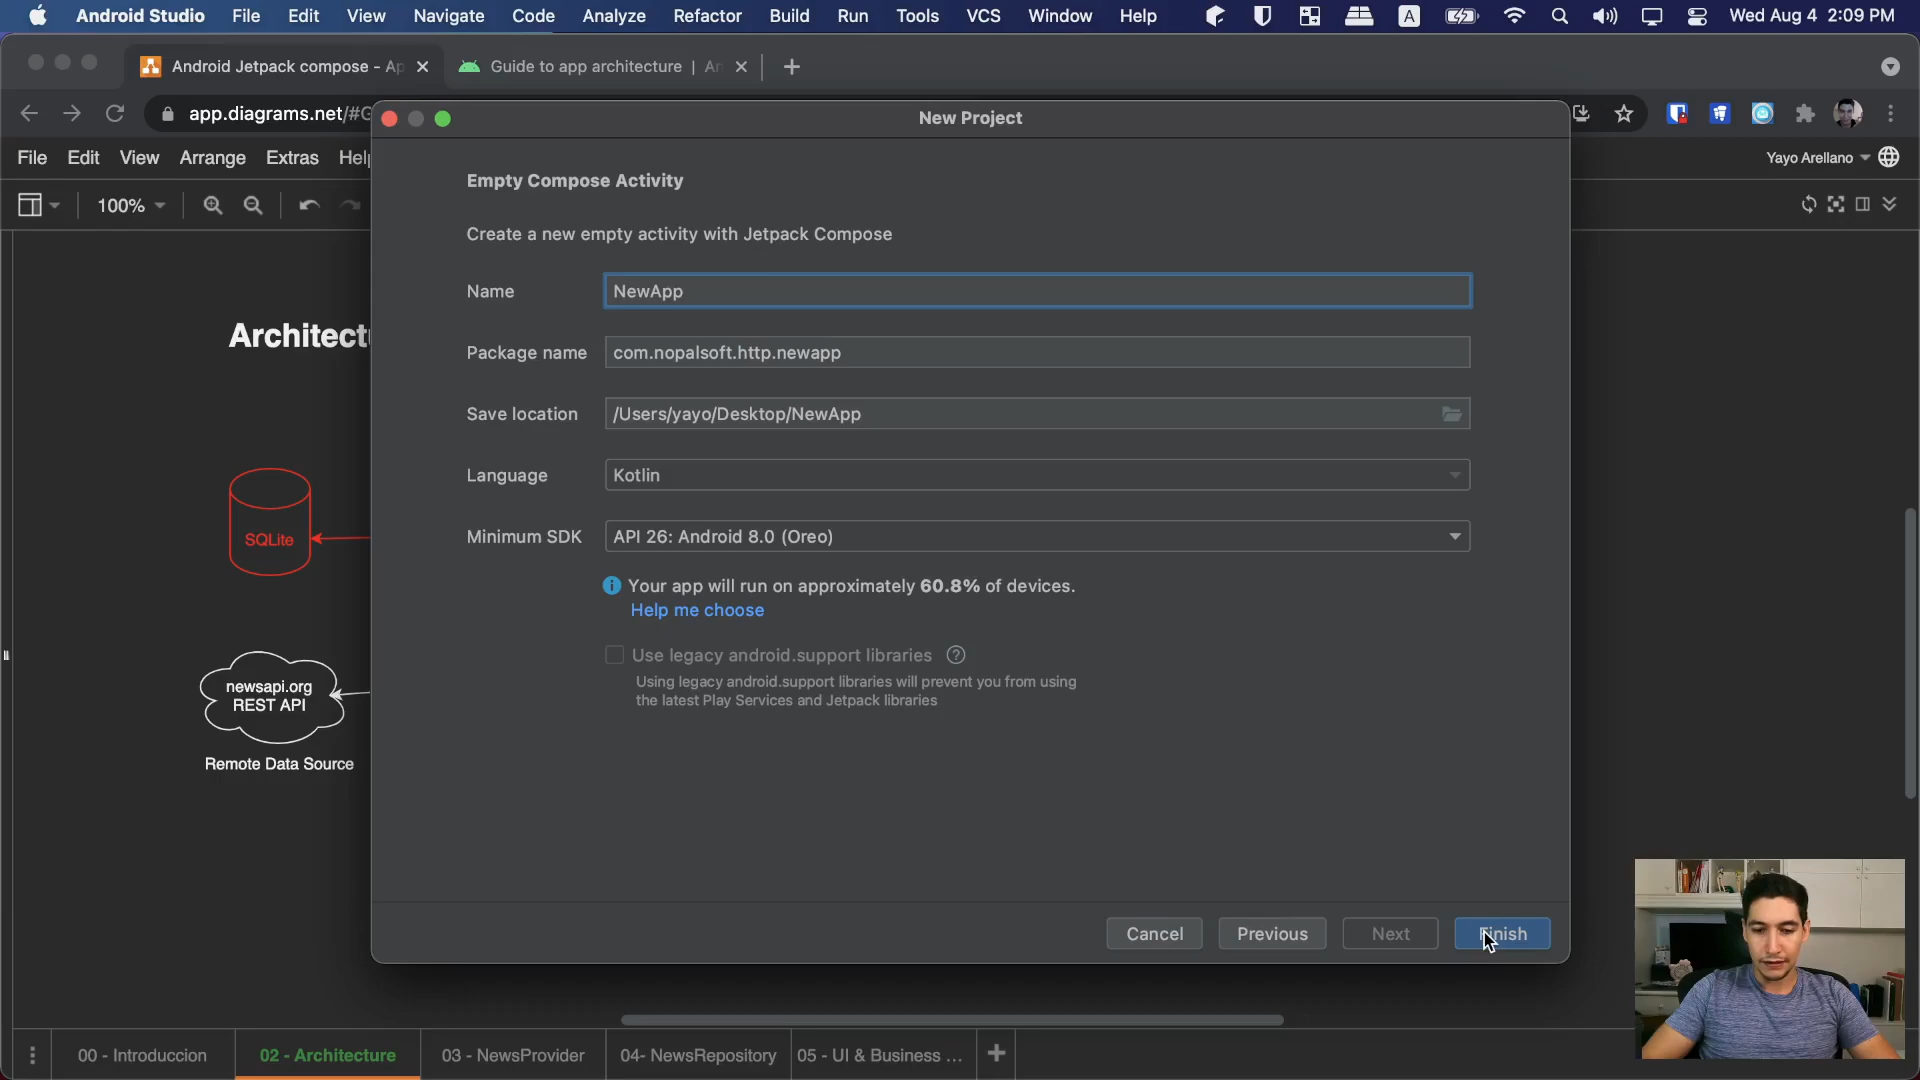 Android Studio File Edit View Navigate Code Analyze Refactor Build Run Tools VCS Window Help A Wed Aug 4 2:09 PM
Android Jetpack compose - Ap
Guide to app architecture | An
app.diagrams.net/#G
New Project
File Edit View Arrange Extras Help
Yayo Arellano
100%
Empty Compose Activity
Create a new empty activity with Jetpack Compose
Name NewApp
Architectu
Package name com.nopalsoft.http.newapp
Save location /Users/yayo/Desktop/NewApp
Language Kotlin
Minimum SDK API 26: Android 8.0 (Oreo)
SQLite
Your app will run on approximately 60.8% of devices.
Help me choose
Use legacy android.support libraries ?
Using legacy android.support libraries will prevent you from using
the latest Play Services and Jetpack libraries
newsapi.org
REST API
Remote Data Source
Cancel Previous Next Finish
00 - Introduccion 02 - Architecture 03 - NewsProvider 04- NewsRepository 05 - UI & Business ...